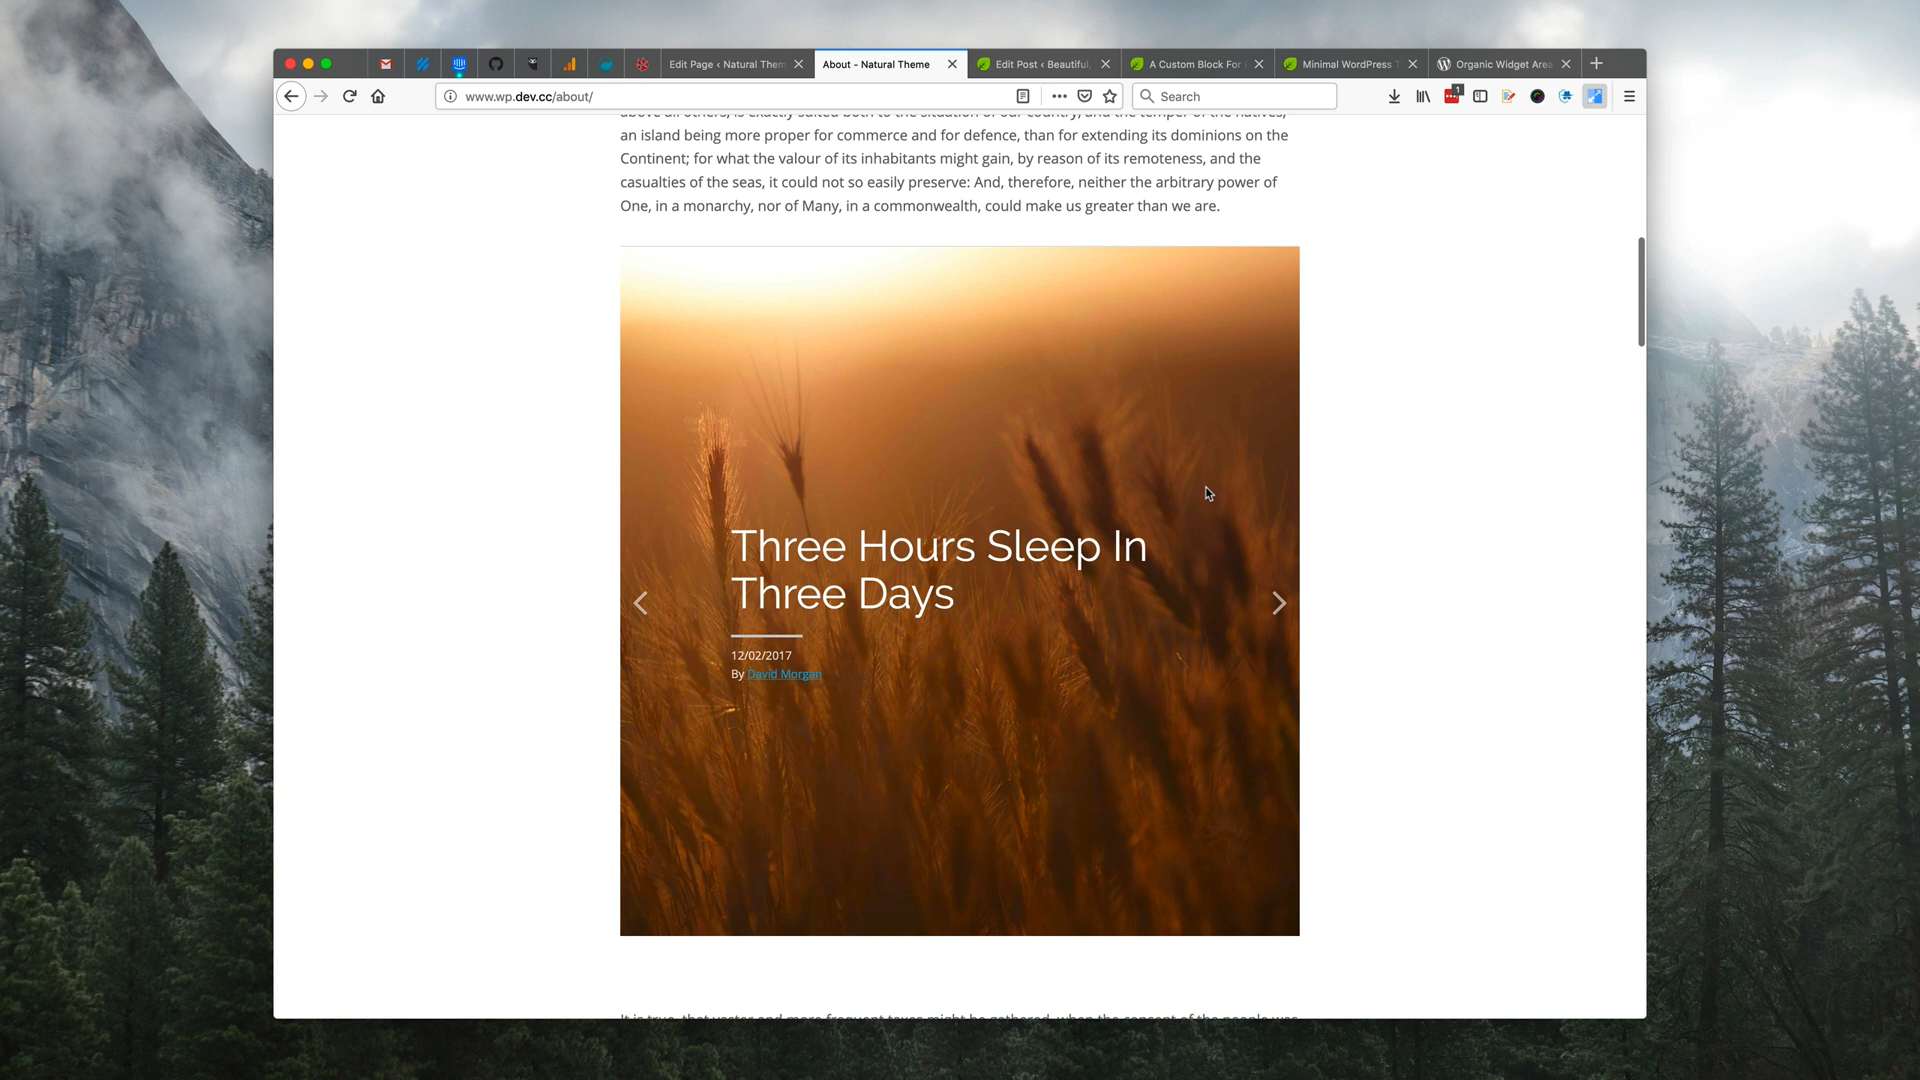 Edit Page ‹ Natural Them
About - Natural Theme
Edit Post ‹ Beautiful,
A Custom Block For
Minimal WordPress T
Organic Widget Area
www.wp.dev.cc/about/
Search
1
above all others, is exactly suited both to the situation of our country, and the temper of the natives;
an island being more proper for commerce and for defence, than for extending its dominions on the
Continent; for what the valour of its inhabitants might gain, by reason of its remoteness, and the
casualties of the seas, it could not so easily preserve: And, therefore, neither the arbitrary power of
One, in a monarchy, nor of Many, in a commonwealth, could make us greater than we are.
Three Hours Sleep In
Three Days
12/02/2017
By David Morgan
It is true, that vaster and more frequent taxes might be gathered, when the consent of the people was